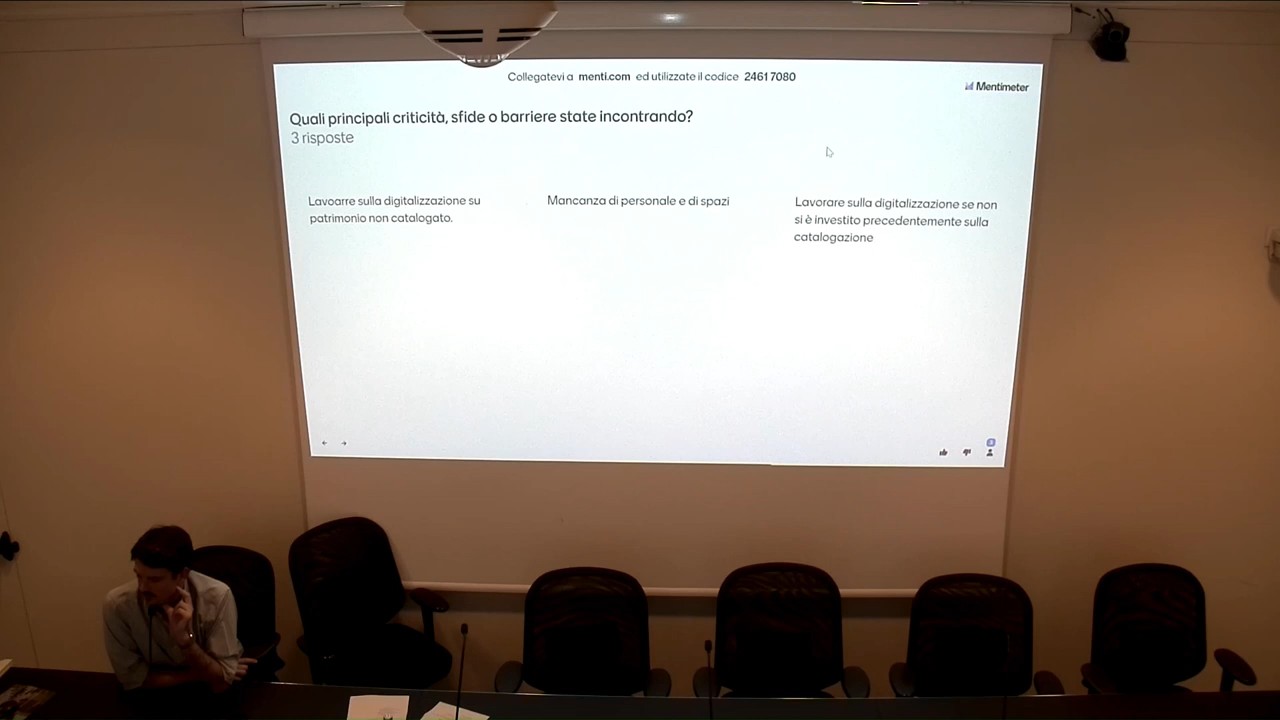 Collegatevi a menti.com ed utilizzate il codice 2461 7080
Mentimeter
Quali principali criticità, sfide o barriere state incontrando?
3 risposte
Lavoarre sulla digitalizzazione su
patrimonio non catalogato.
Mancanza di personale e di spazi
Lavorare sulla digitalizzazione se non
si è investito precedentemente sulla
catalogazione